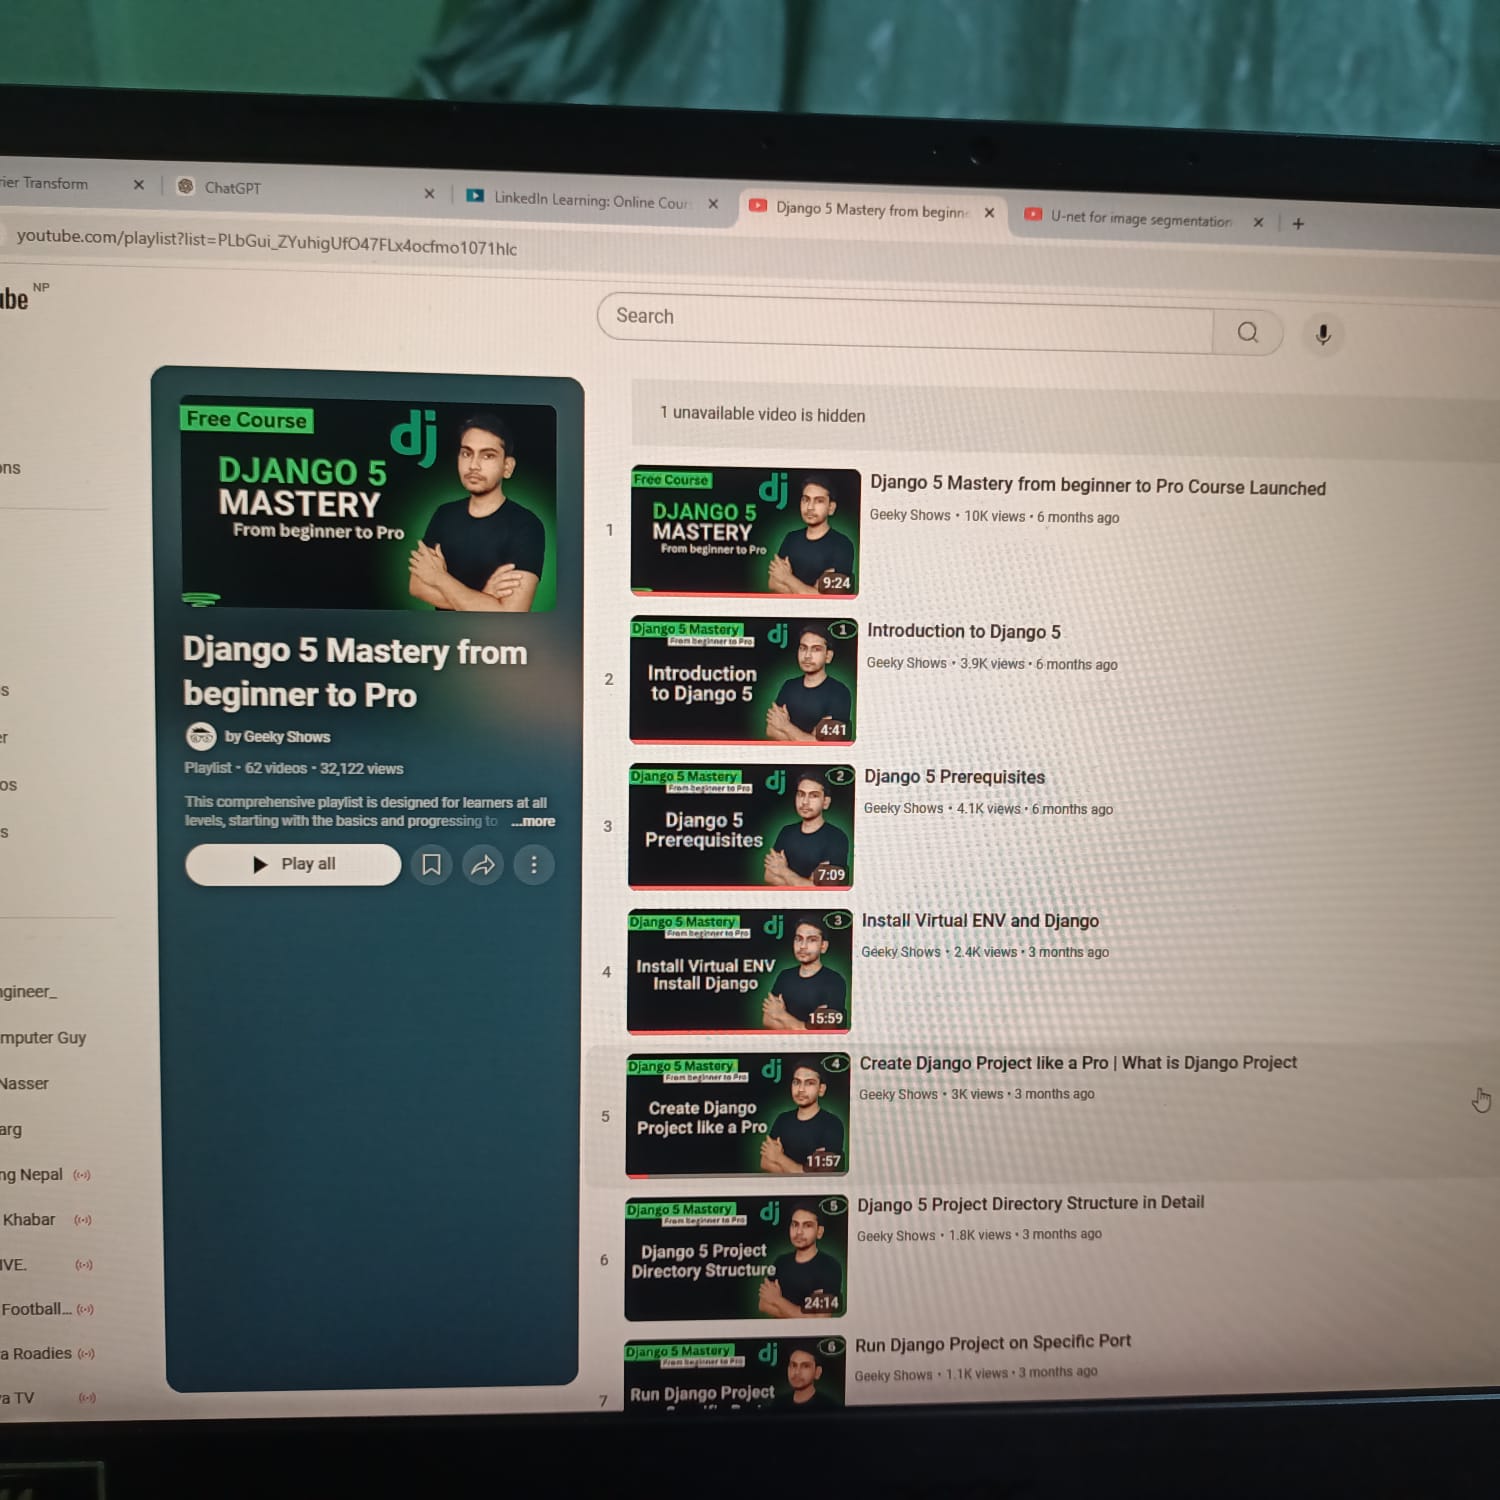 rier Transform
ChatGPT
LinkedIn Learning: Online Cour
Django 5 Mastery from beginne
U-net for image segmentation
youtube.com/playlist?list=PLbGui_ZYuhigUfO47FLx4ocfmo1071hlc
ube NP
Search
ons
s
er
os
s
ngineer_
mputer Guy
Nasser
arg
ng Nepal
Khabar
IVE.
Football...
a Roadies
a TV
Free Course
dj
DJANGO 5
MASTERY
From beginner to Pro
Django 5 Mastery from
beginner to Pro
by Geeky Shows
Playlist • 62 videos • 32,122 views
This comprehensive playlist is designed for learners at all
levels, starting with the basics and progressing to ...more
Play all
1 unavailable video is hidden
1
Free Course
dj
DJANGO 5
MASTERY
From beginner to Pro
9:24
Django 5 Mastery from beginner to Pro Course Launched
Geeky Shows • 10K views • 6 months ago
2
Django 5 Mastery
From beginner to Pro
dj
1
Introduction
to Django 5
4:41
Introduction to Django 5
Geeky Shows • 3.9K views • 6 months ago
3
Django 5 Mastery
From beginner to Pro
dj
2
Django 5
Prerequisites
7:09
Django 5 Prerequisites
Geeky Shows • 4.1K views • 6 months ago
4
Django 5 Mastery
From beginner to Pro
dj
3
Install Virtual ENV
Install Django
15:59
Install Virtual ENV and Django
Geeky Shows • 2.4K views • 3 months ago
5
Django 5 Mastery
From beginner to Pro
dj
4
Create Django
Project like a Pro
11:57
Create Django Project like a Pro | What is Django Project
Geeky Shows • 3K views • 3 months ago
6
Django 5 Mastery
From beginner to Pro
dj
5
Django 5 Project
Directory Structure
24:14
Django 5 Project Directory Structure in Detail
Geeky Shows • 1.8K views • 3 months ago
7
Django 5 Mastery
From beginner to Pro
dj
6
Run Django Project
Run Django Project on Specific Port
Geeky Shows • 1.1K views • 3 months ago